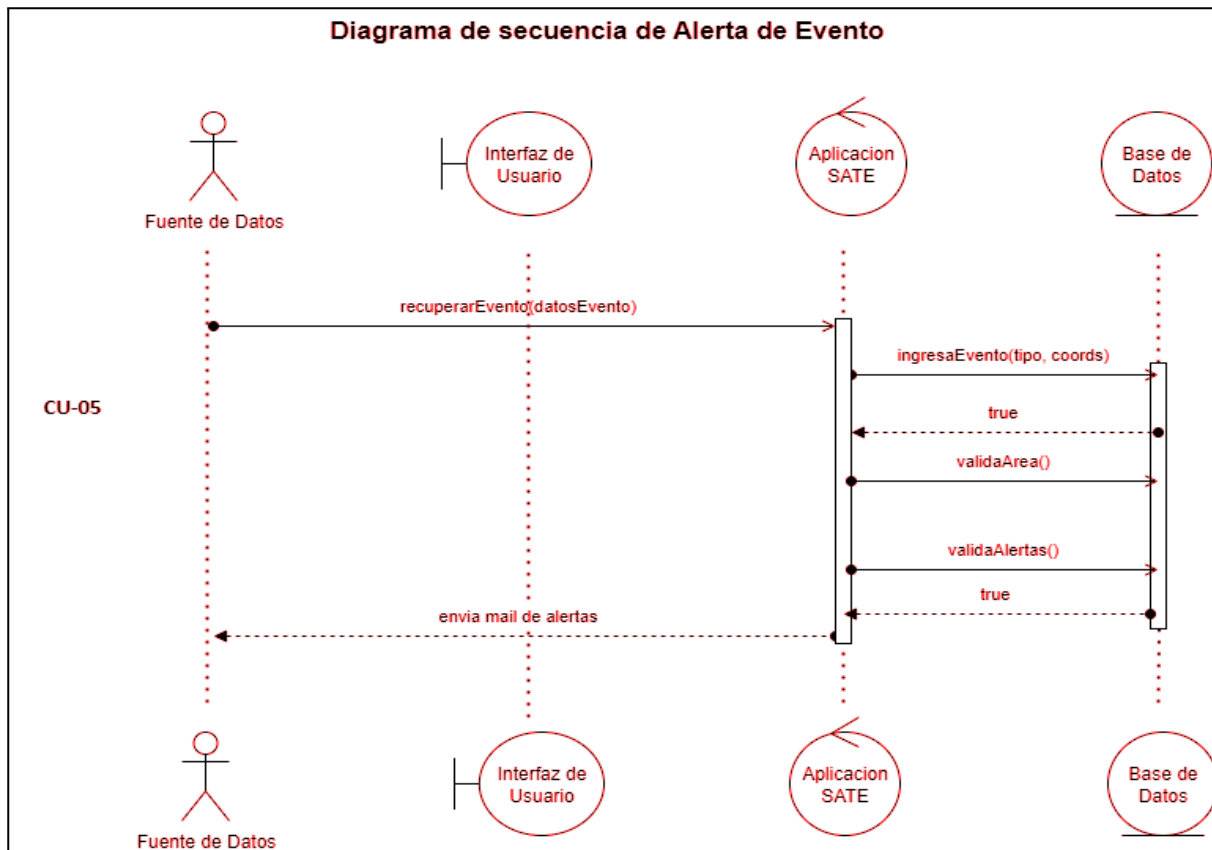 Diagrama de secuencia de Alerta de Evento
Fuente de Datos
Interfaz de
Usuario
Aplicacion
SATE
Base de
Datos
recuperarEvento(datosEvento)
ingresaEvento(tipo, coords)
CU-05
true
validaArea()
validaAlertas()
true
envia mail de alertas
Fuente de Datos
Interfaz de
Usuario
Aplicacion
SATE
Base de
Datos